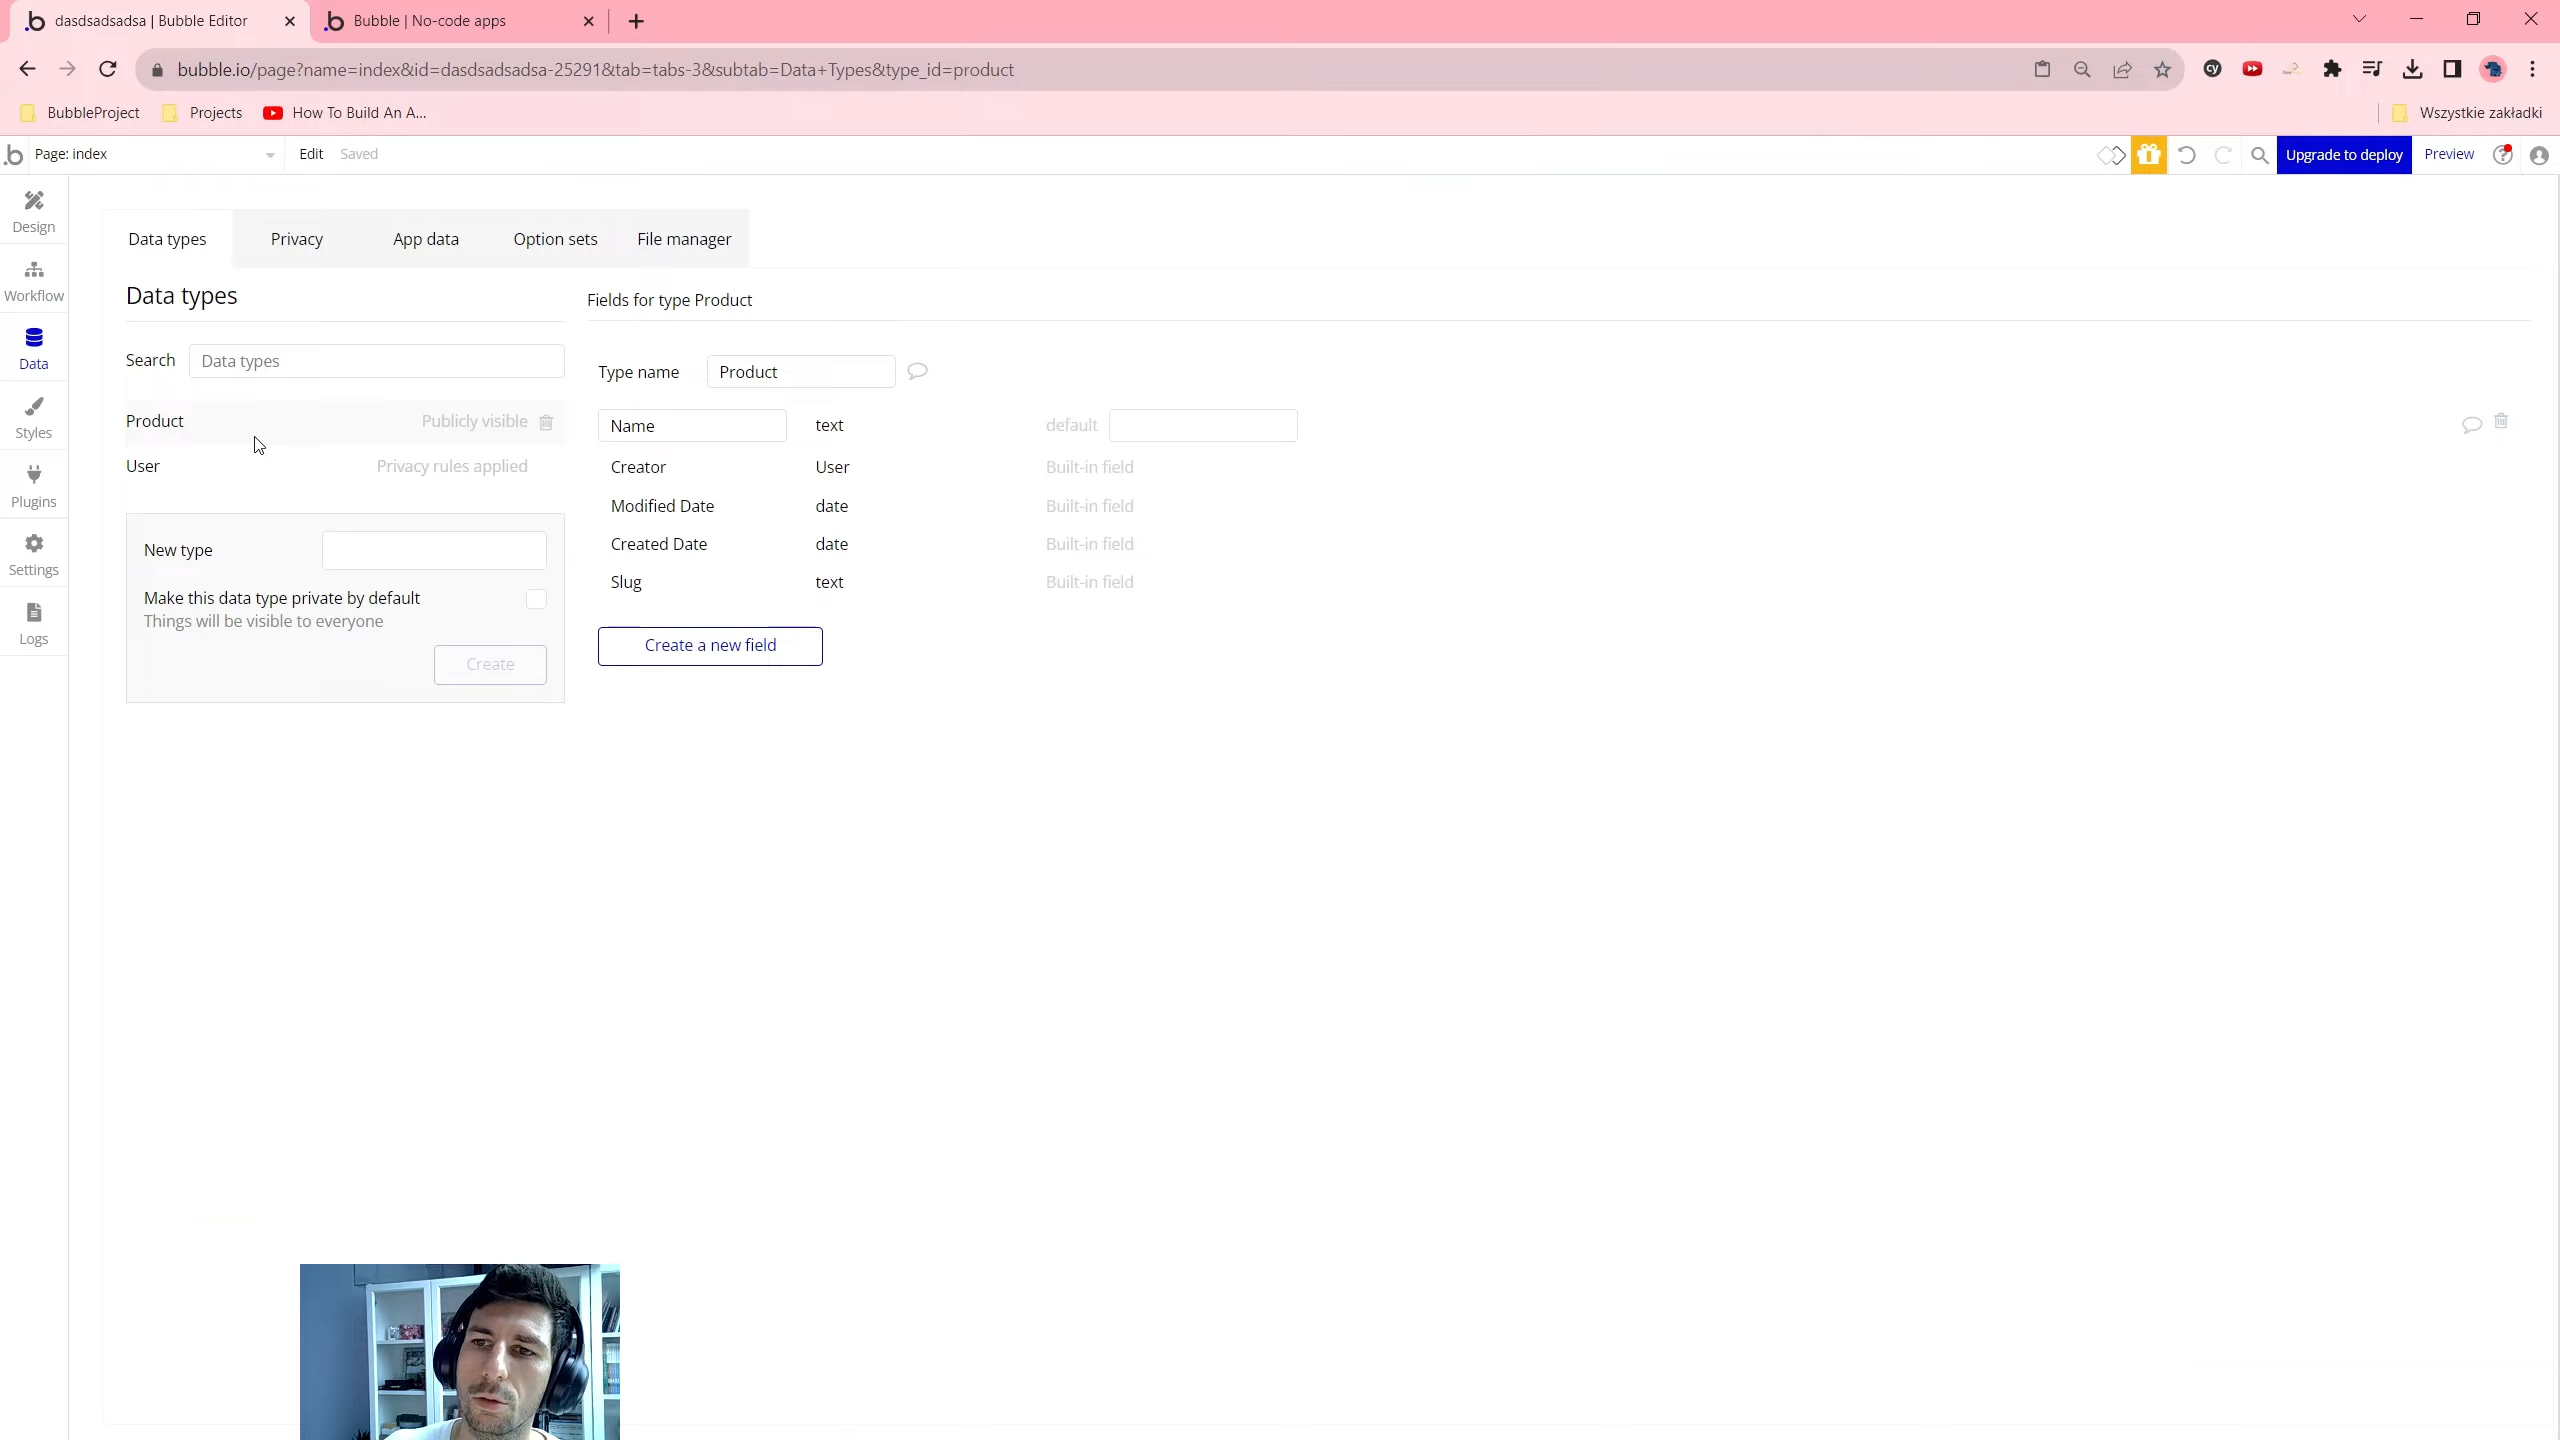 dasdsadsadsa | Bubble Editor
Bubble | No-code apps
bubble.io/page?name=index&id=dasdsadsadsa-25291&tab=tabs-3&subtab=Data+Types&type_id=product
BubbleProject
Projects
How To Build An A...
Wszystkie zakładki
Page: index
Edit
Saved
Upgrade to deploy
Preview
Design
Workflow
Data
Styles
Plugins
Settings
Logs
Data types
Privacy
App data
Option sets
File manager
Data types
Search
Data types
Product
Publicly visible
User
Privacy rules applied
New type
Make this data type private by default
Things will be visible to everyone
Create
Fields for type Product
Type name
Product
Name text default
Creator User Built-in field
Modified Date date Built-in field
Created Date date Built-in field
Slug text Built-in field
Create a new field